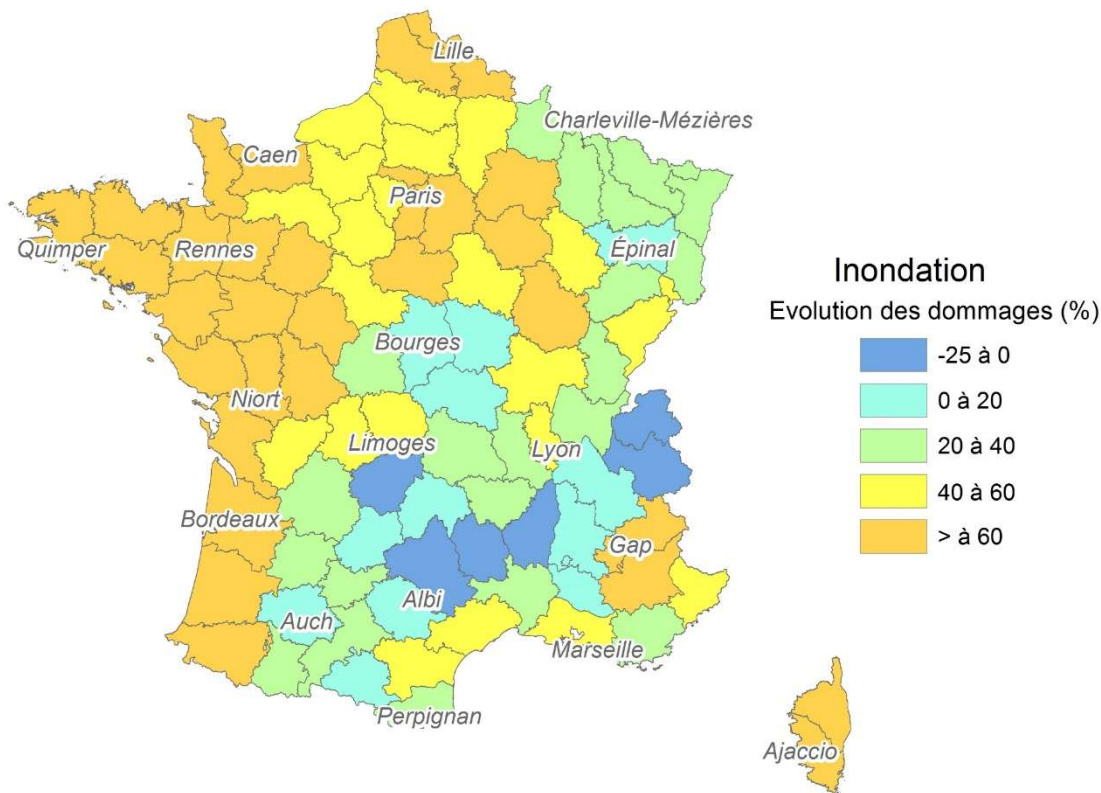 Lille
Charleville-Mézières
Caen
Paris
Quimper
Rennes
Épinal
Bourges
Niort
Limoges
Lyon
Bordeaux
Gap
Albi
Auch
Marseille
Perpignan
Ajaccio
Inondation
Evolution des dommages (%)
-25 à 0
0 à 20
20 à 40
40 à 60
> à 60